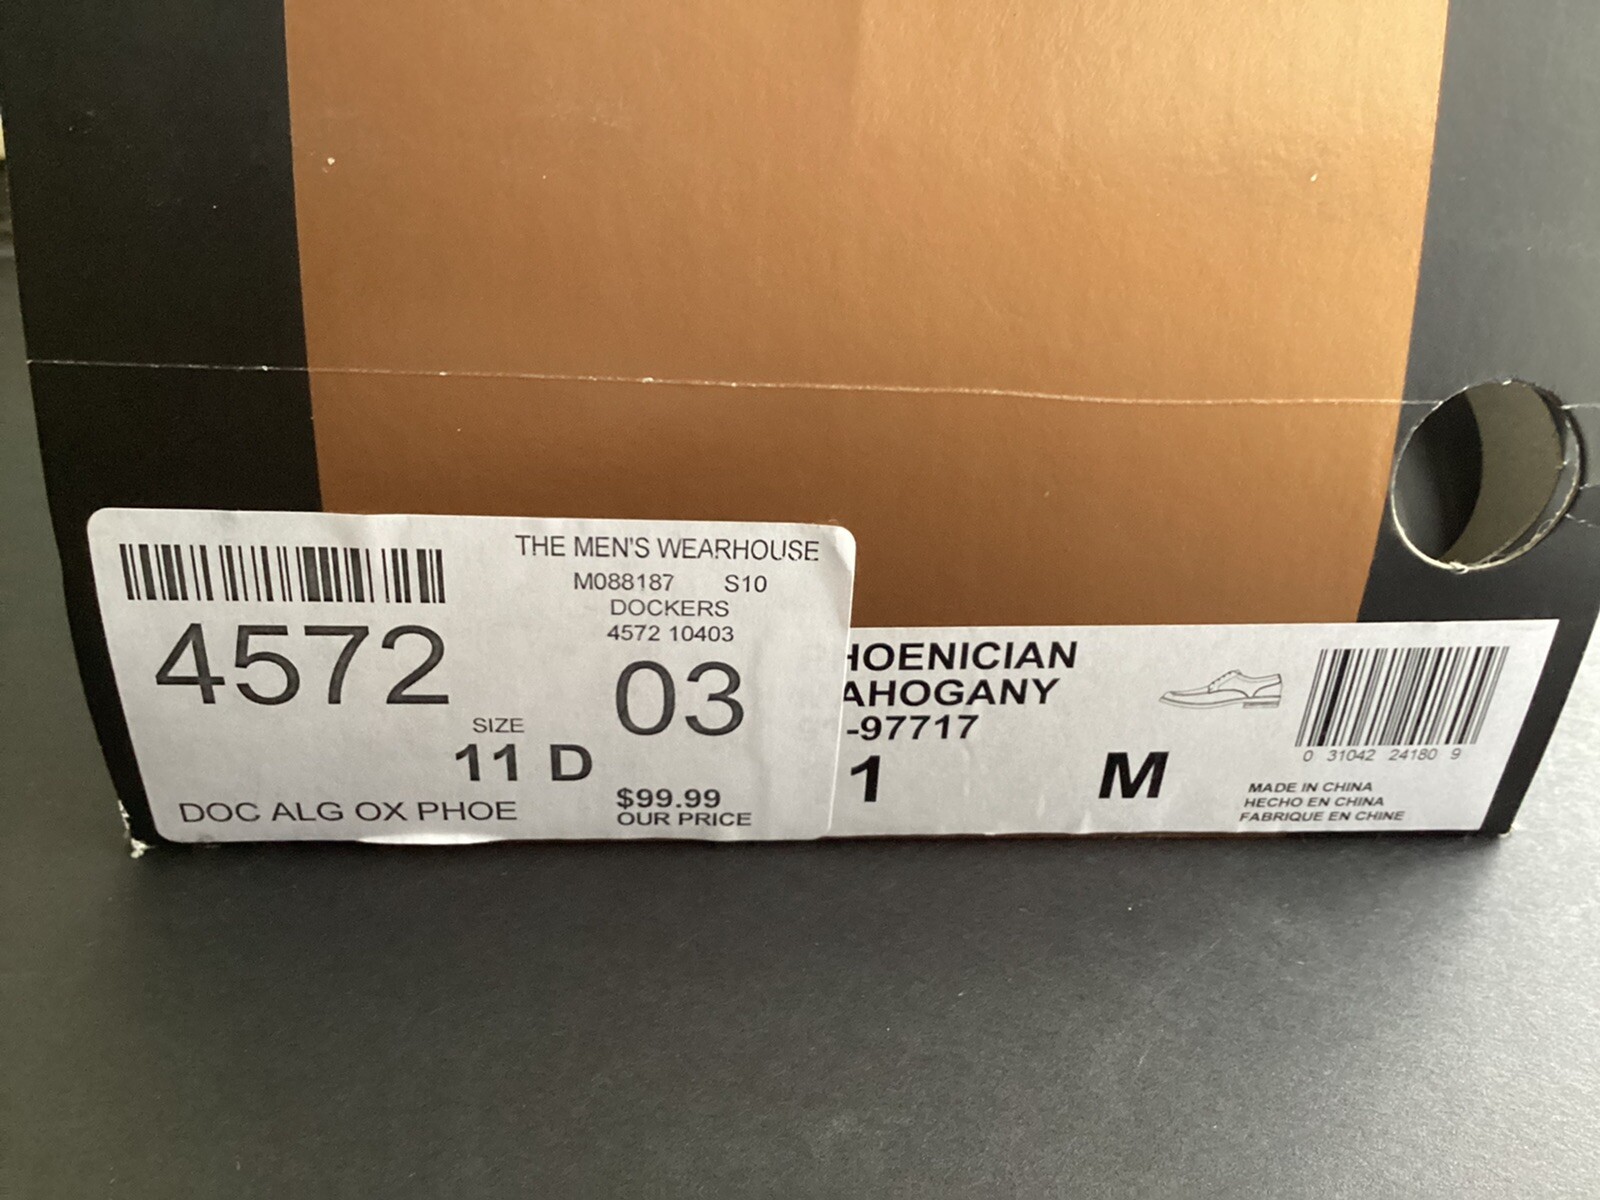 THE MEN'S WEARHOUSE
M088187 S10
DOCKERS
4572 10403
4572
03
SIZE
11 D
$99.99
OUR PRICE
DOC ALG OX PHOE
HOENICIAN
AHOGANY
-97717
1 M
0 31042 24180 9
MADE IN CHINA
HECHO EN CHINA
FABRIQUE EN CHINE